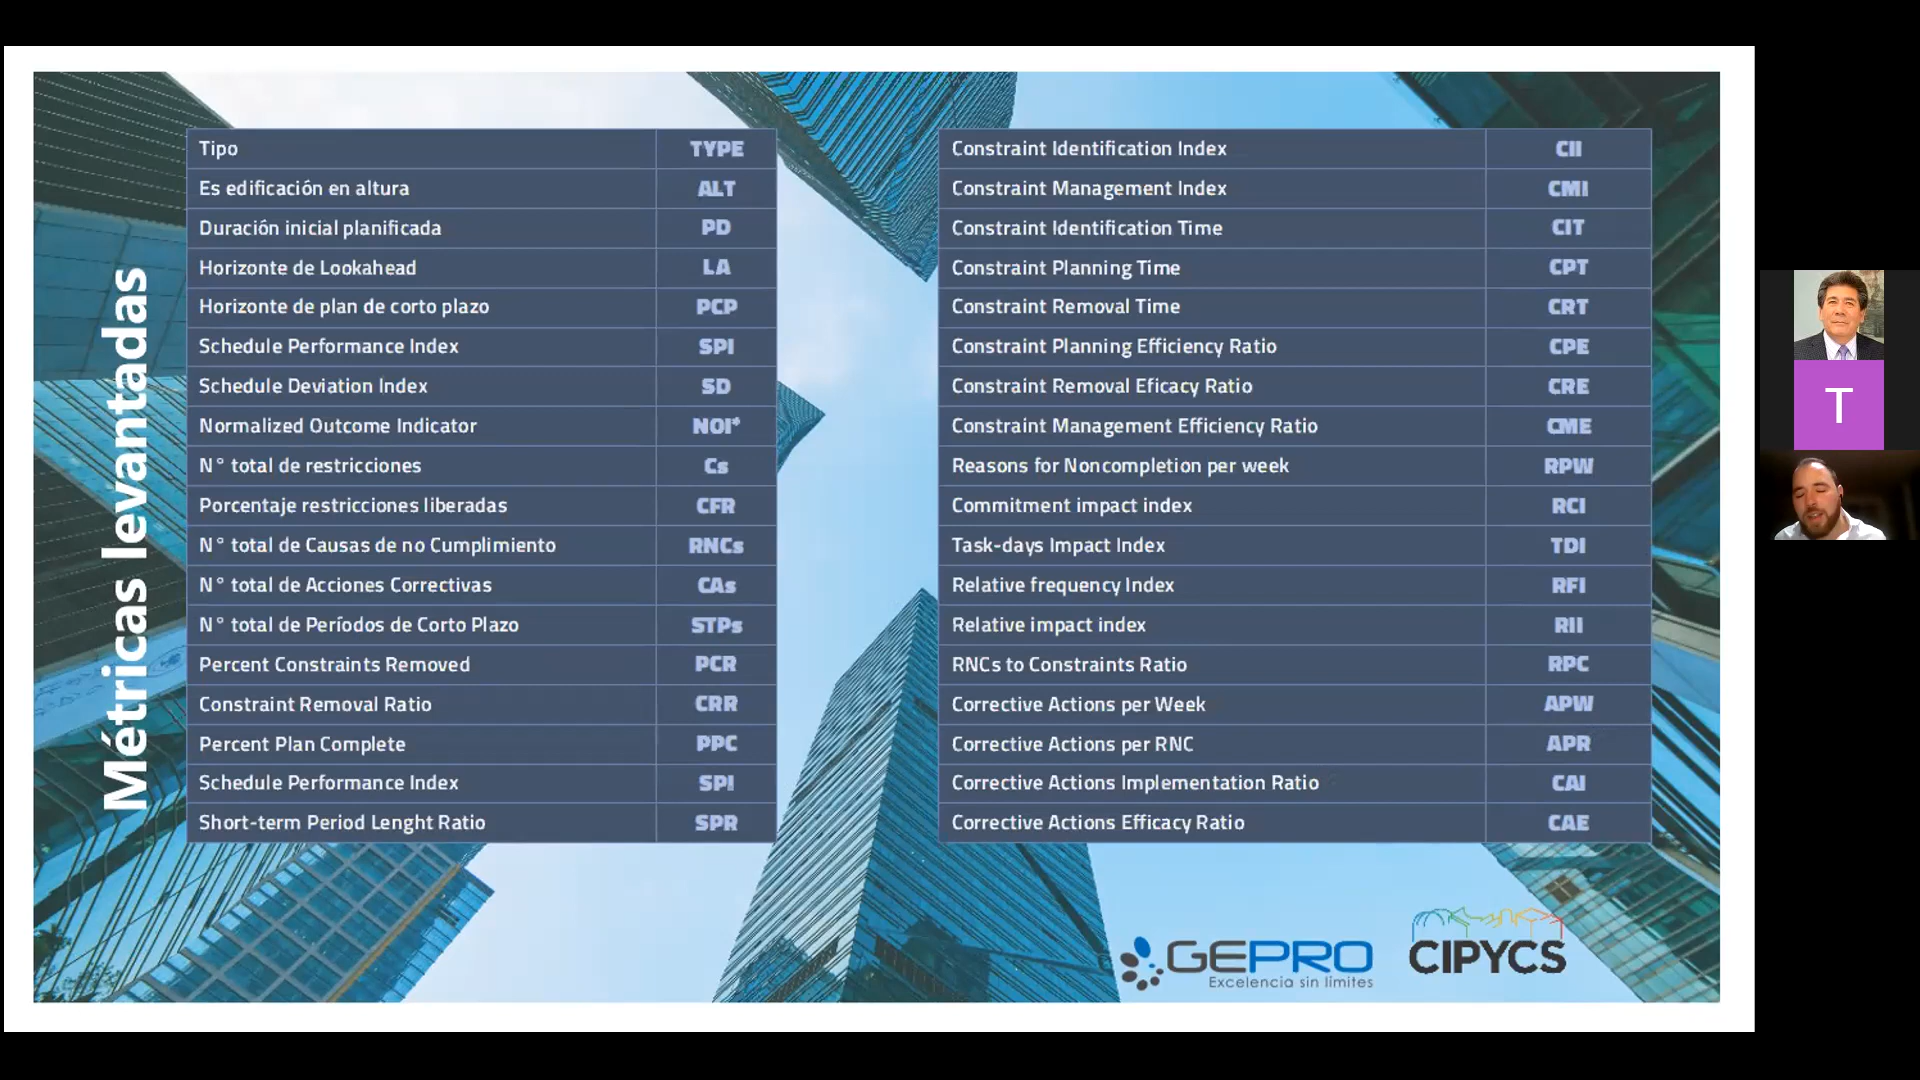 Métricas levantadas
Tipo TYPE
Es edificación en altura ALT
Duración inicial planificada PD
Horizonte de Lookahead LA
Horizonte de plan de corto plazo PCP
Schedule Performance Index SPI
Schedule Deviation Index SD
Normalized Outcome Indicator NOI*
N° total de restricciones Cs
Porcentaje restricciones liberadas CFR
N° total de Causas de no Cumplimiento RNCs
N° total de Acciones Correctivas CAs
N° total de Períodos de Corto Plazo STPs
Percent Constraints Removed PCR
Constraint Removal Ratio CRR
Percent Plan Complete PPC
Schedule Performance Index SPI
Short-term Period Lenght Ratio SPR
Constraint Identification Index CII
Constraint Management Index CMI
Constraint Identification Time CIT
Constraint Planning Time CPT
Constraint Removal Time CRT
Constraint Planning Efficiency Ratio CPE
Constraint Removal Eficacy Ratio CRE
Constraint Management Efficiency Ratio CME
Reasons for Noncompletion per week RPW
Commitment impact index RCI
Task-days Impact Index TDI
Relative frequency Index RFI
Relative impact index RII
RNCs to Constraints Ratio RPC
Corrective Actions per Week APW
Corrective Actions per RNC APR
Corrective Actions Implementation Ratio CAI
Corrective Actions Efficacy Ratio CAE
GEPRO
Excelencia sin límites
CIPYCS
T